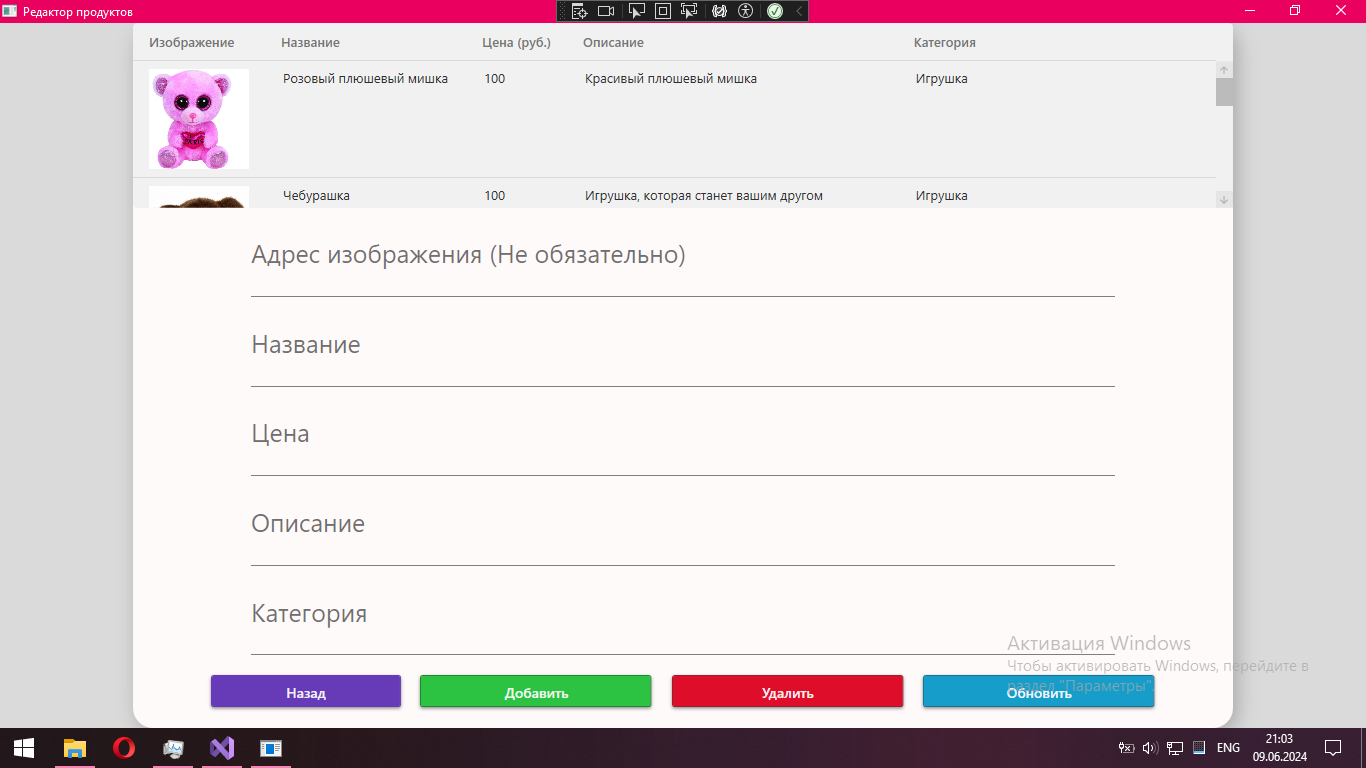 Редактор продуктов
Изображение Название Цена (руб.) Описание Категория
Розовый плюшевый мишка 100 Красивый плюшевый мишка Игрушка
Чебурашка 100 Игрушка, которая станет вашим другом Игрушка
Адрес изображения (Не обязательно)
Название
Цена
Описание
Категория
Активация Windows
Чтобы активировать Windows, перейдите в
раздел "Параметры".
Назад Добавить Удалить Обновить
ENG
21:03
09.06.2024